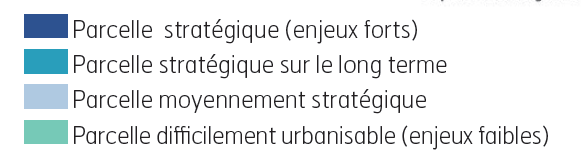 Parcelle stratégique (enjeux forts)
Parcelle stratégique sur le long terme
Parcelle moyennement stratégique
Parcelle difficilement urbanisable (enjeux faibles)